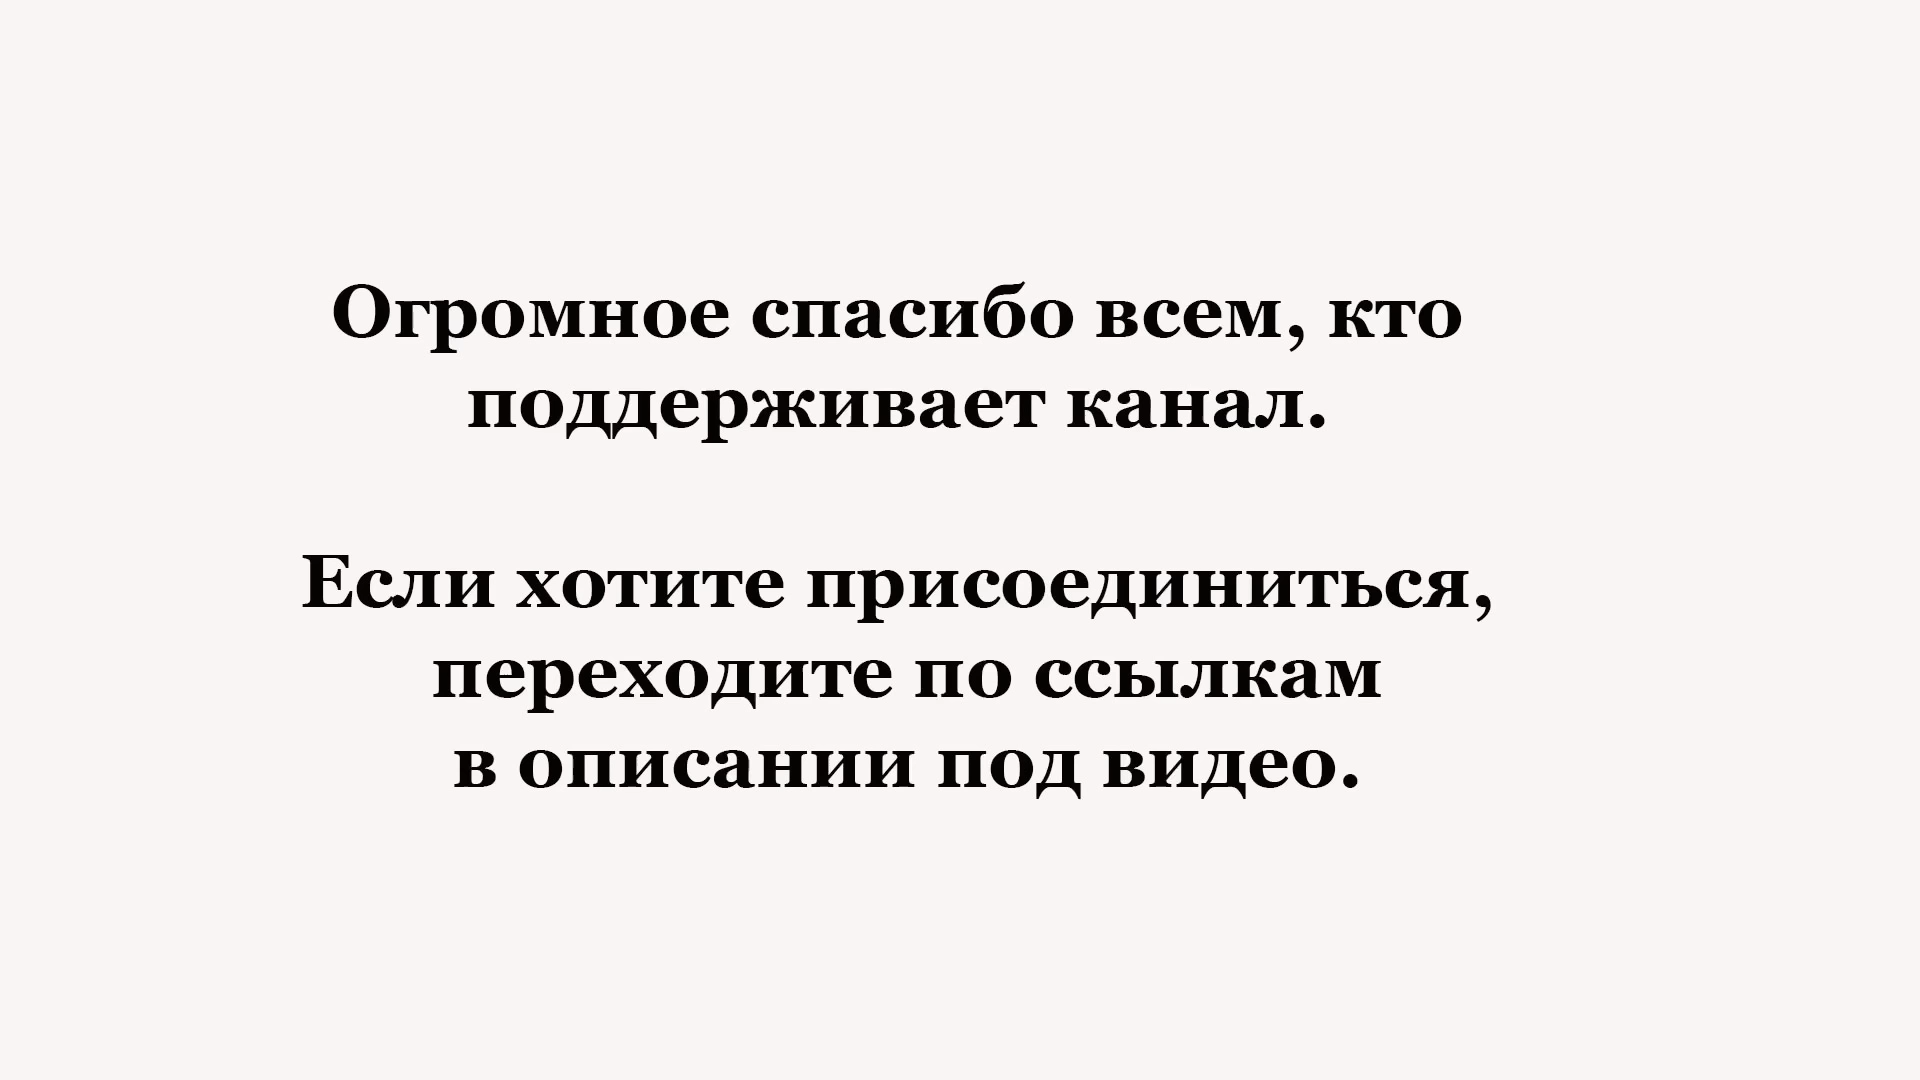 Огромное спасибо всем, кто
поддерживает канал.
Если хотите присоединиться,
переходите по ссылкам
в описании под видео.